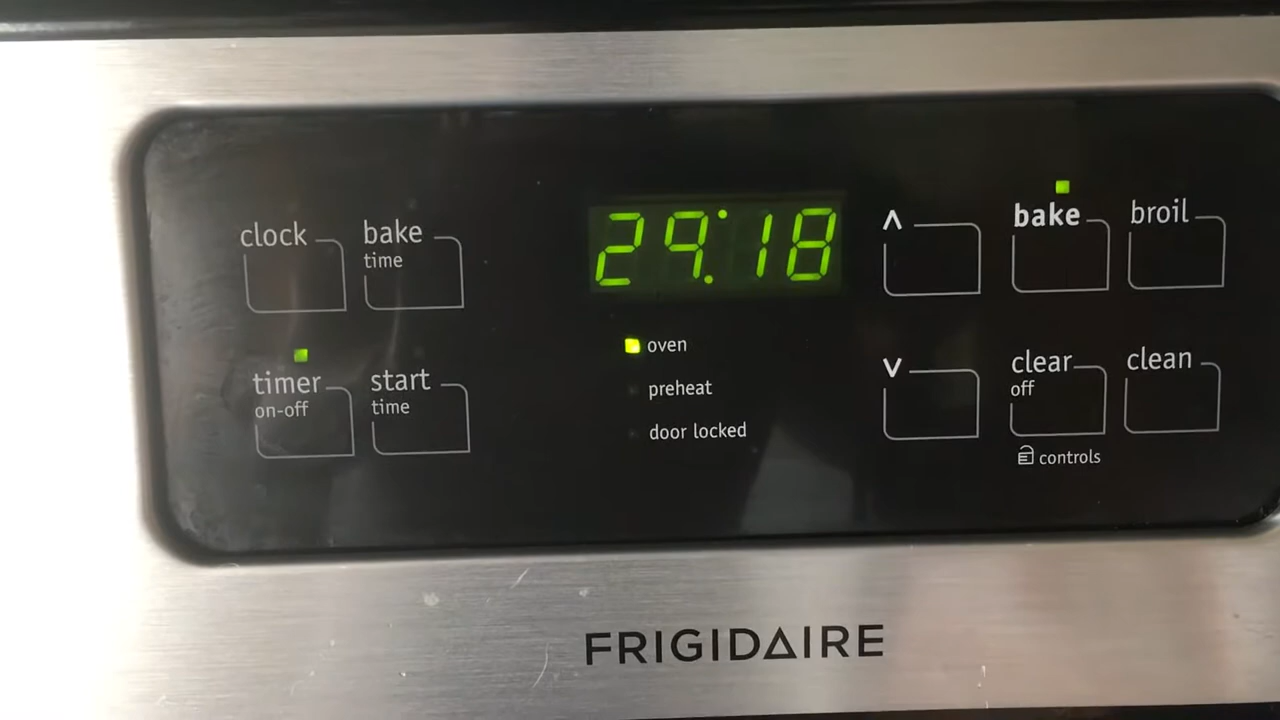 clock
bake
time
29:18
^
bake
broil
timer
on-off
start
time
oven
preheat
door locked
v
clear
off
clean
controls
FRIGIDAIRE